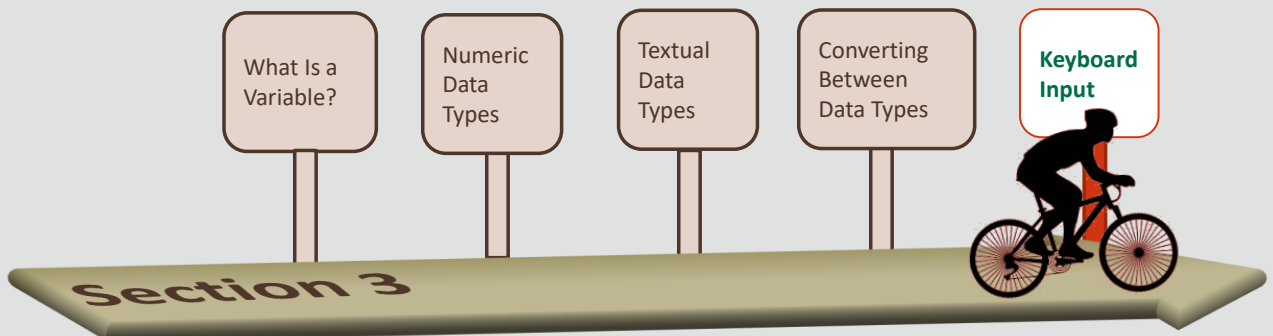 What Is a
Variable?
Numeric
Data
Types
Textual
Data
Types
Converting
Between
Data Types
Keyboard
Input
Section 3